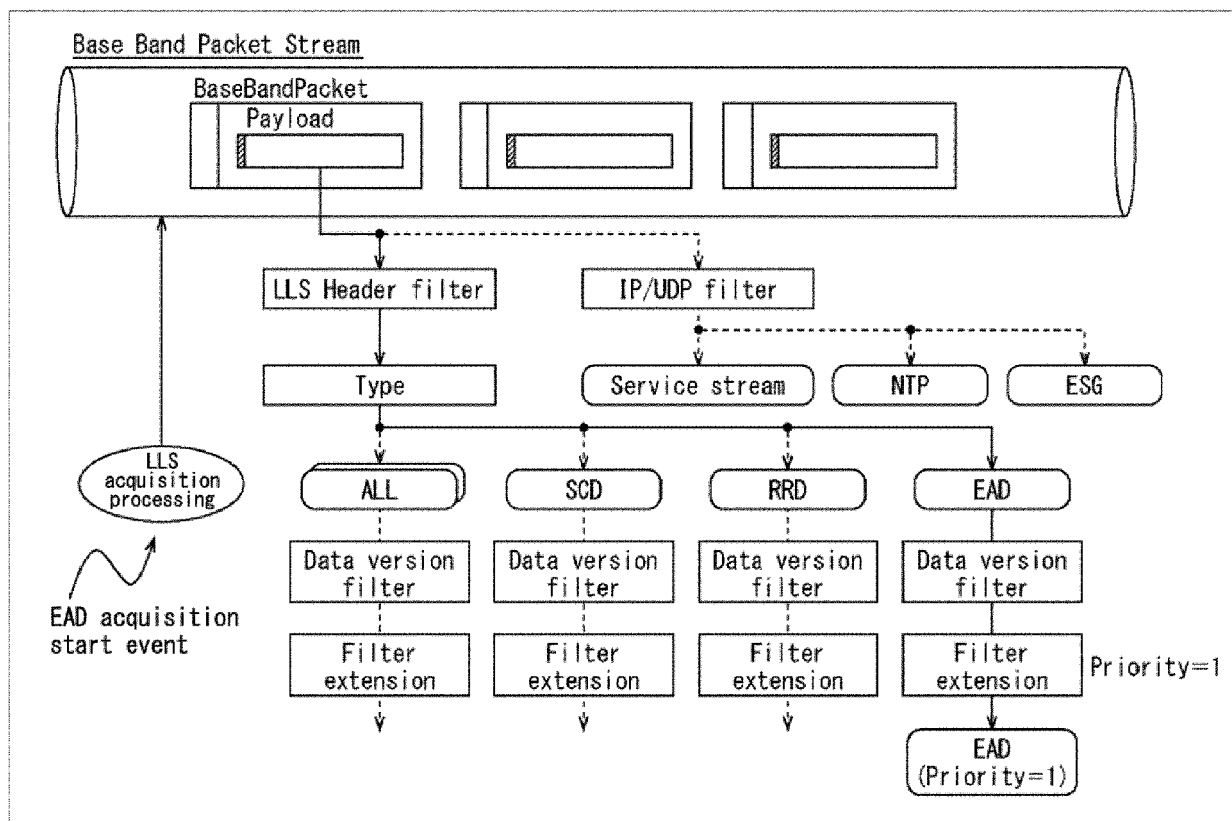 Base Band Packet Stream
BaseBandPacket
Payload
LLS Header filter
IP/UDP filter
Type
Service stream
NTP
ESG
LLS
acquisition
processing
ALL
SCD
RRD
EAD
Data version
filter
Data version
filter
Data version
filter
Data version
filter
EAD acquisition
start event
Filter
extension
Filter
extension
Filter
extension
Filter
extension
Priority=1
EAD
(Priority=1)